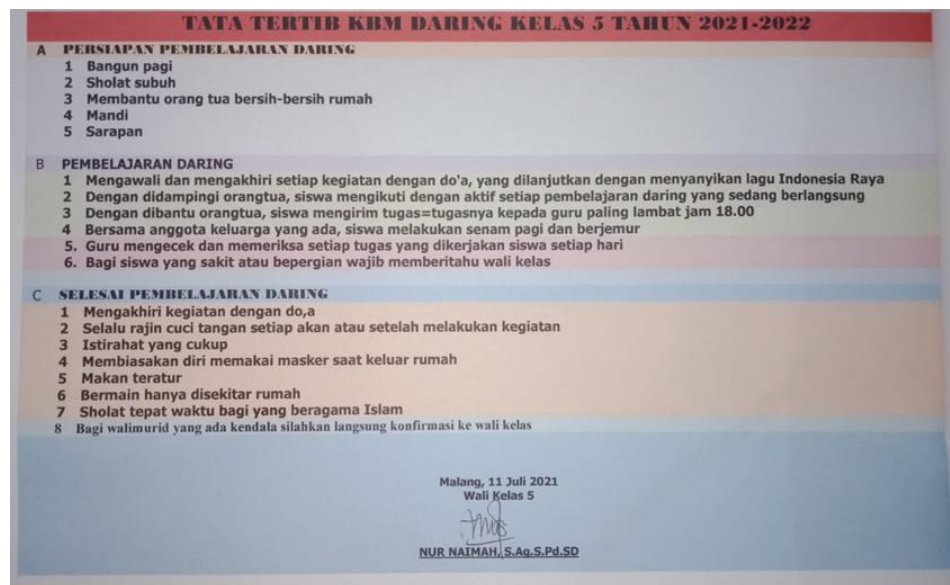 TATA TERTIB KBM DARING KELAS 5 TAHUN 2021-2022
A PERSIAPAN PEMBELAJARAN DARING
1 Bangun pagi
2 Sholat subuh
3 Membantu orang tua bersih-bersih rumah
4 Mandi
5 Sarapan
B PEMBELAJARAN DARING
1 Mengawali dan mengakhiri setiap kegiatan dengan do'a, yang dilanjutkan dengan menyanyikan lagu Indonesia Raya
2 Dengan didampingi orangtua, siswa mengikuti dengan aktif setiap pembelajaran daring yang sedang berlangsung
3 Dengan dibantu orangtua, siswa mengirim tugas=tugasnya kepada guru paling lambat jam 18.00
4 Bersama anggota keluarga yang ada, siswa melakukan senam pagi dan berjemur
5. Guru mengecek dan memeriksa setiap tugas yang dikerjakan siswa setiap hari
6. Bagi siswa yang sakit atau bepergian wajib memberitahu wali kelas
C SELESAI PEMBELAJARAN DARING
1 Mengakhiri kegiatan dengan do,a
2 Selalu rajin cuci tangan setiap akan atau setelah melakukan kegiatan
3 Istirahat yang cukup
4 Membiasakan diri memakai masker saat keluar rumah
5 Makan teratur
6 Bermain hanya disekitar rumah
7 Sholat tepat waktu bagi yang beragama Islam
8 Bagi walimurid yang ada kendala silahkan langsung konfirmasi ke wali kelas
Malang, 11 Juli 2021
Wali Kelas 5
NUR NAIMAH, S.Ag.S.Pd.SD